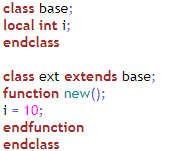 class base;
local int i;
endclass
class ext extends base;
function new();
i = 10;
endfunction
endclass